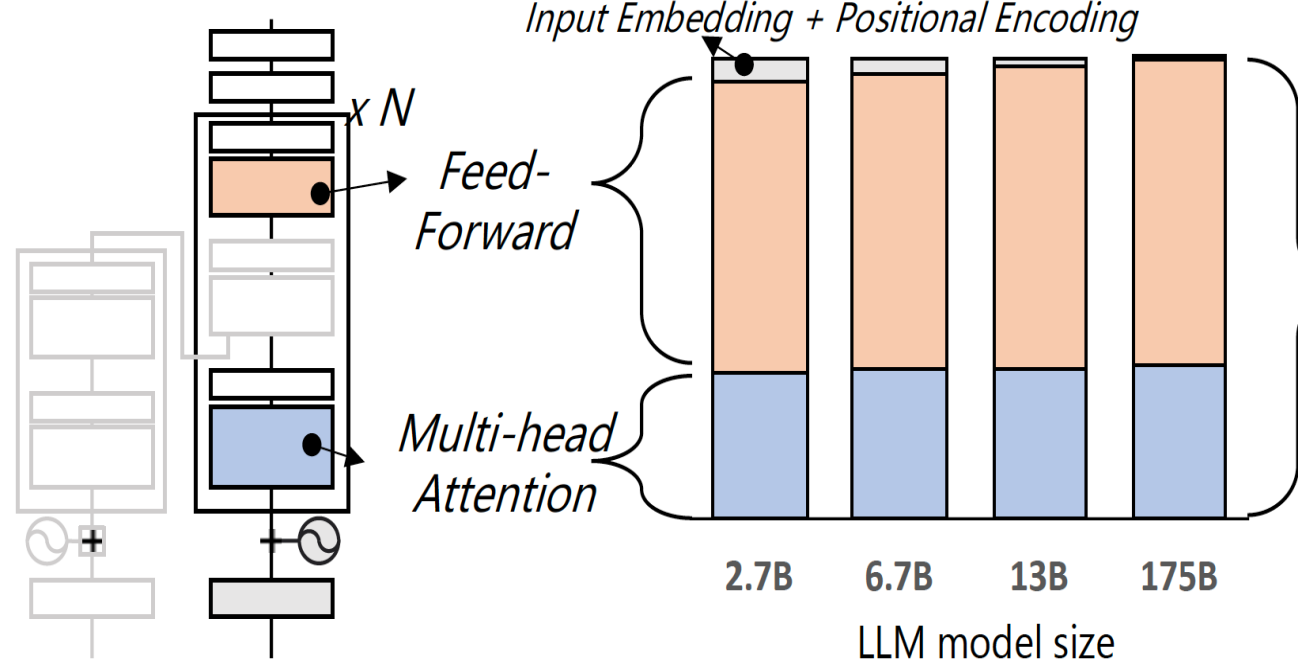 Input Embedding + Positional Encoding
x N
Feed-
Forward
Multi-head
Attention
2.7B 6.7B 13B 175B
LLM model size